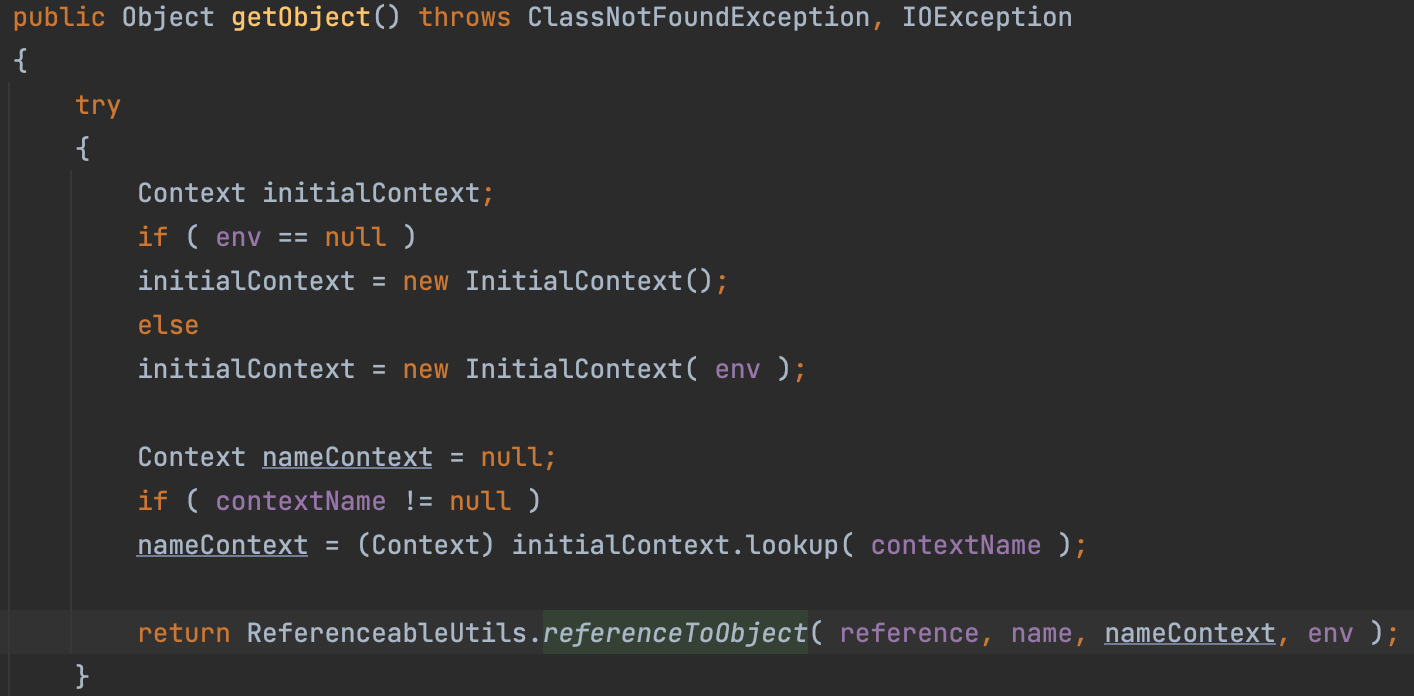 public Object getObject() throws ClassNotFoundException, IOException
{
    try
    {
        Context initialContext;
        if ( env == null )
        initialContext = new InitialContext();
        else
        initialContext = new InitialContext( env );

        Context nameContext = null;
        if ( contextName != null )
        nameContext = (Context) initialContext.lookup( contextName );

        return ReferenceableUtils.referenceToObject( reference, name, nameContext, env );
    }